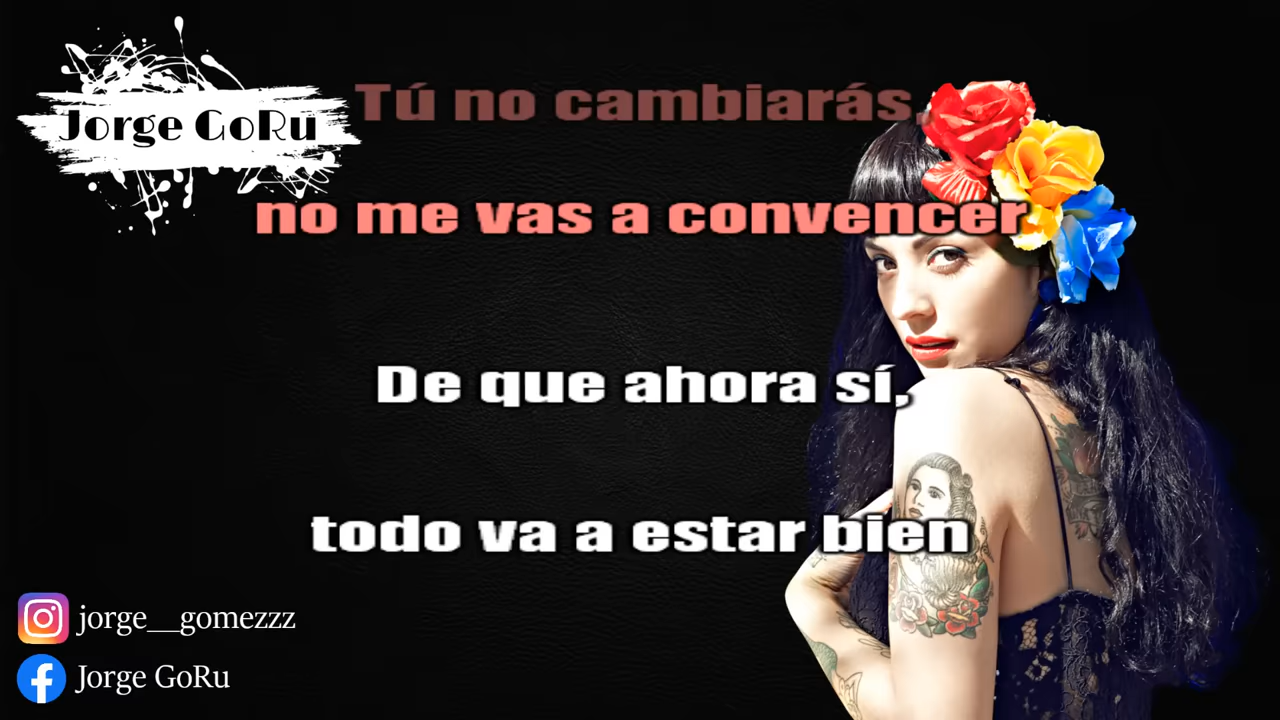 Jorge GoRu
Tú no cambiarás,
no me vas a convencer
De que ahora sí,
todo va a estar bien
jorge__gomezzz
Jorge GoRu